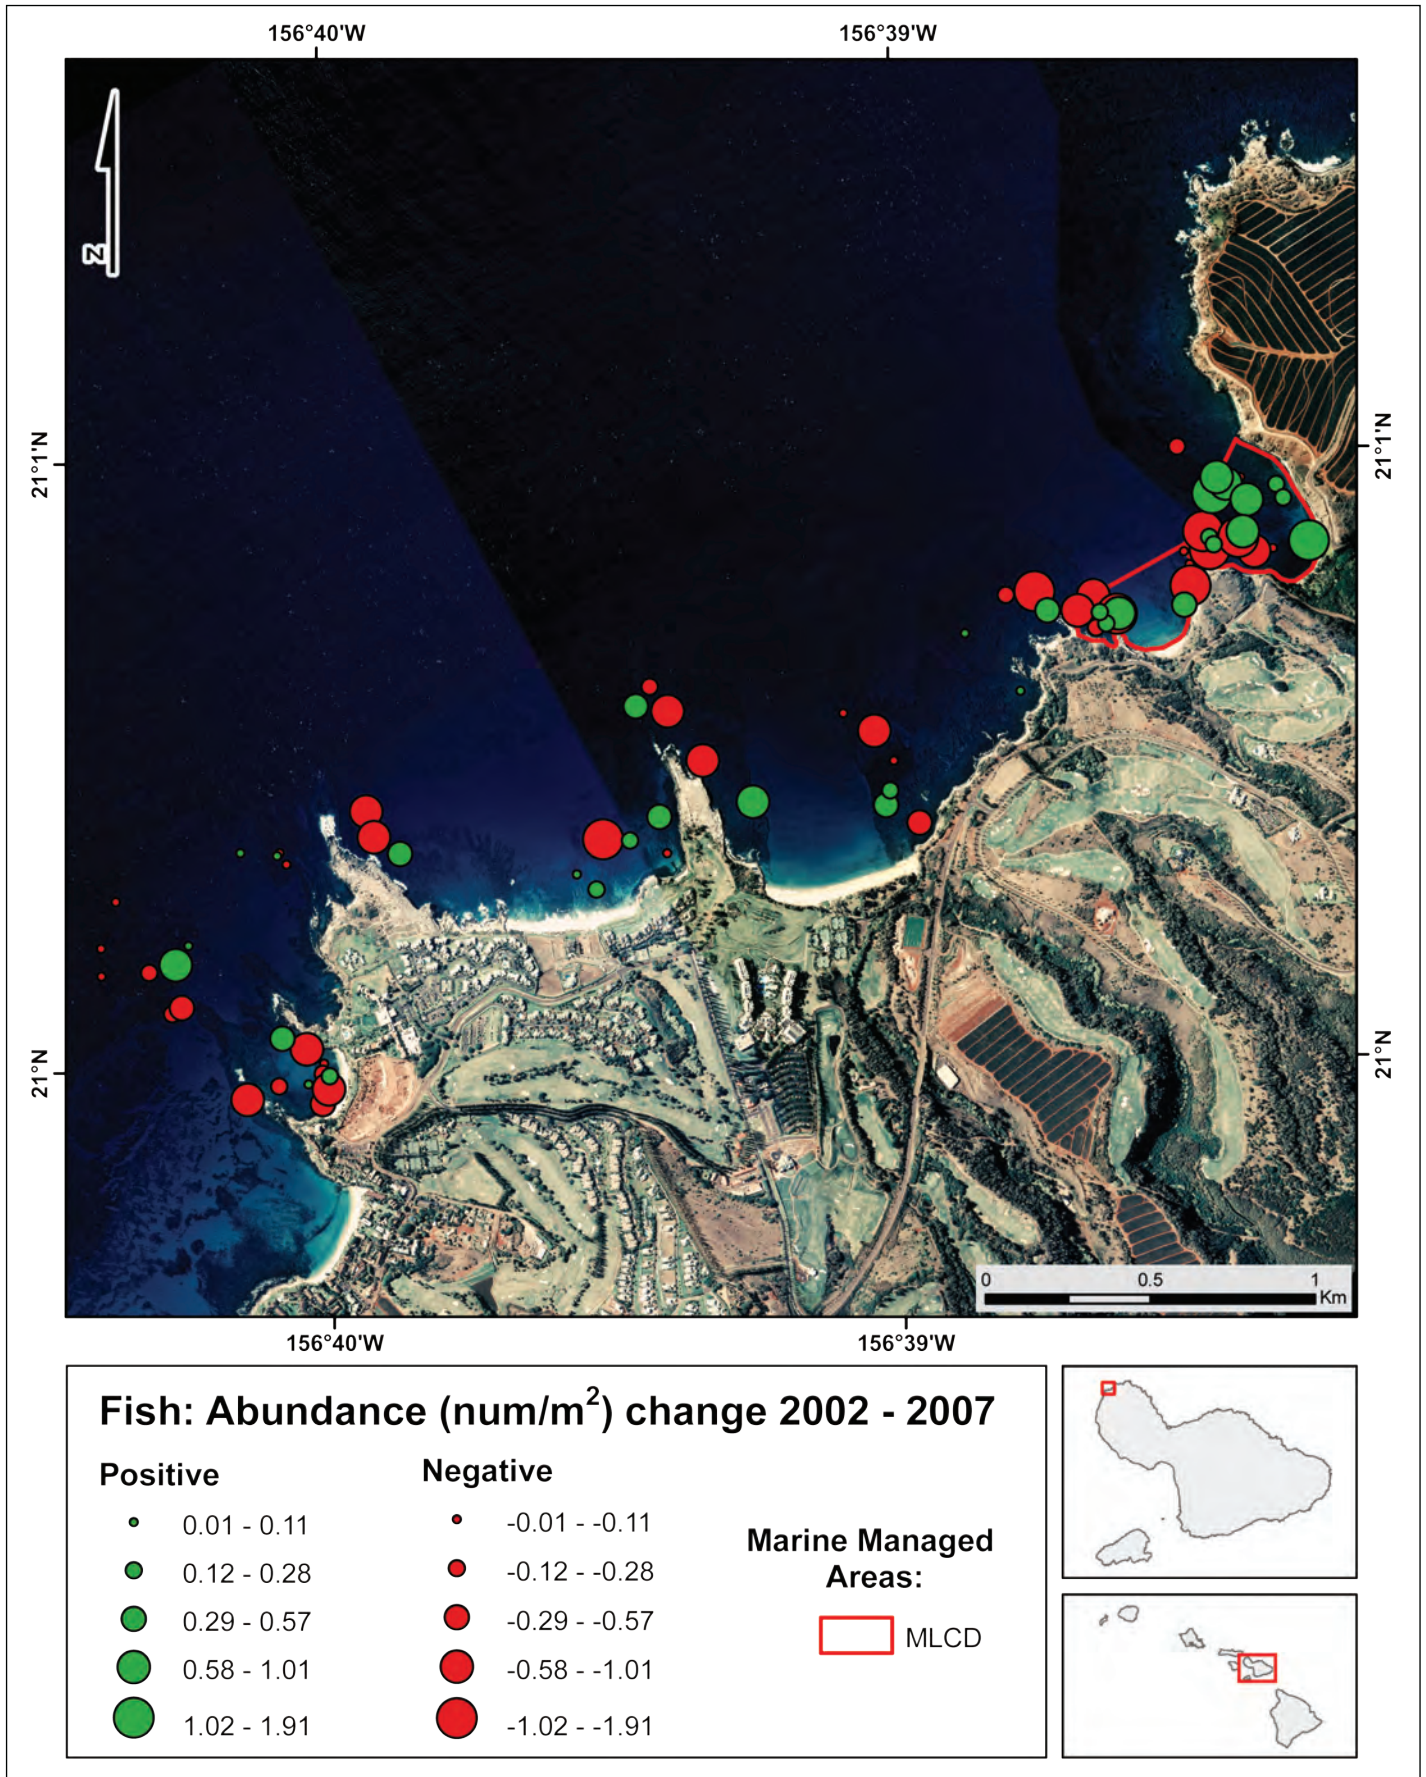 156°40'W
156°39'W
N
21°1'N
21°1'N
21°N
21°N
0 0.5 1
Km
156°40'W
156°39'W
Fish: Abundance (num/m²) change 2002 - 2007
Positive
0.01 - 0.11
0.12 - 0.28
0.29 - 0.57
0.58 - 1.01
1.02 - 1.91
Negative
-0.01 - -0.11
-0.12 - -0.28
-0.29 - -0.57
-0.58 - -1.01
-1.02 - -1.91
Marine Managed
Areas:
MLCD